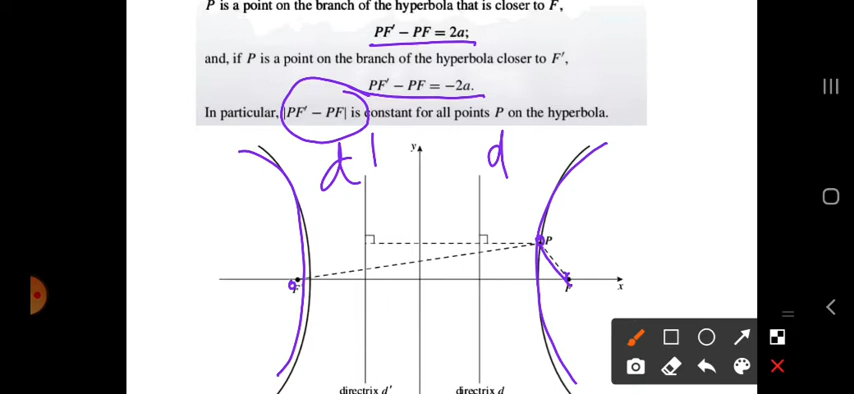 P is a point on the branch of the hyperbola that is closer to F,
PF′ − PF = 2a;
and, if P is a point on the branch of the hyperbola closer to F′,
PF′ − PF = −2a.
In particular, |PF′ − PF| is constant for all points P on the hyperbola.
d′ d
y
P
F′ F x
directrix d′ directrix d